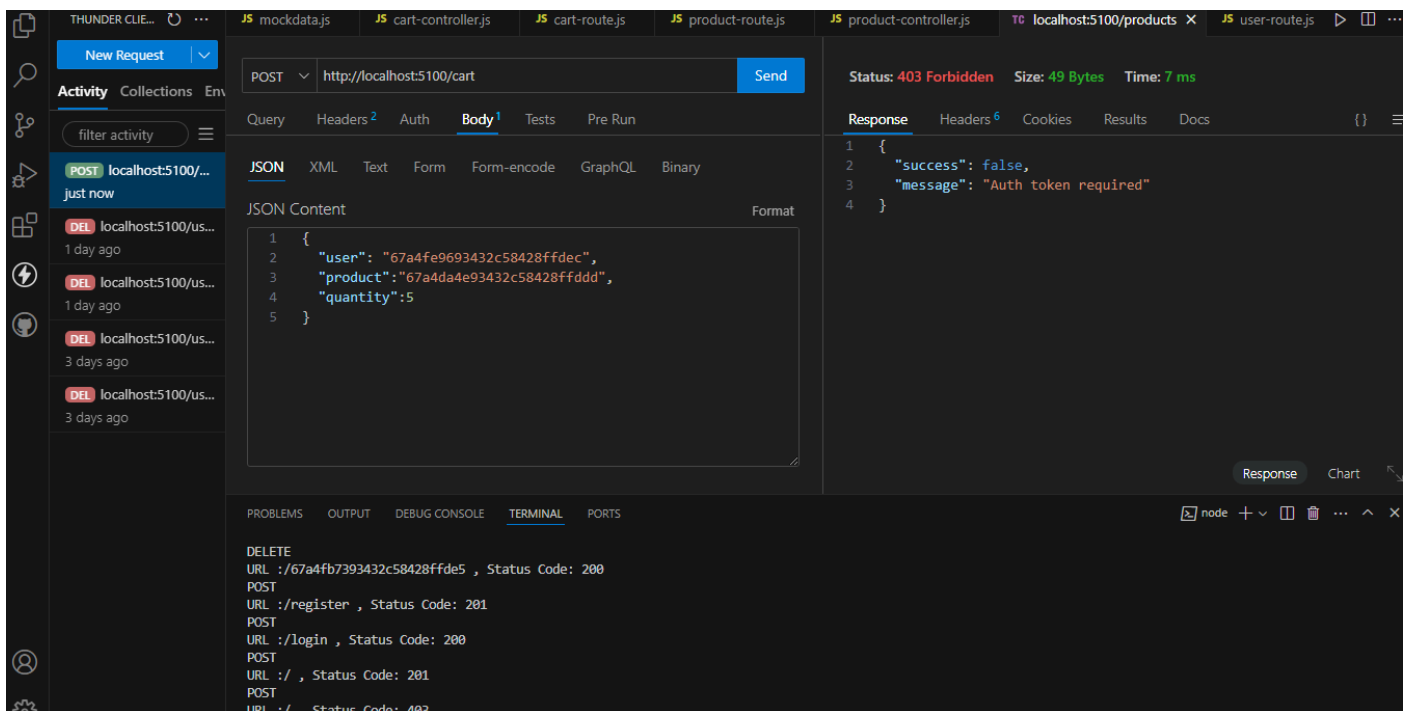 THUNDER CLIE... ...
JS mockdata.js JS cart-controller.js JS cart-route.js JS product-route.js JS product-controller.js TC localhost:5100/products JS user-route.js ...
New Request
Activity Collections Env
filter activity
POST localhost:5100/...
just now
DEL localhost:5100/us...
1 day ago
DEL localhost:5100/us...
1 day ago
DEL localhost:5100/us...
3 days ago
DEL localhost:5100/us...
3 days ago
POST http://localhost:5100/cart Send
Query Headers 2 Auth Body 1 Tests Pre Run
JSON XML Text Form Form-encode GraphQL Binary
JSON Content Format
1 {
2 "user": "67a4fe9693432c58428ffdec",
3 "product":"67a4da4e93432c58428ffddd",
4 "quantity":5
5 }
Status: 403 Forbidden Size: 49 Bytes Time: 7 ms
Response Headers 6 Cookies Results Docs {}
1 {
2 "success": false,
3 "message": "Auth token required"
4 }
Response Chart
PROBLEMS OUTPUT DEBUG CONSOLE TERMINAL PORTS node ...
DELETE
URL :/67a4fb7393432c58428ffde5 , Status Code: 200
POST
URL :/register , Status Code: 201
POST
URL :/login , Status Code: 200
POST
URL :/ , Status Code: 201
POST
URL :/ , Status Code: 403